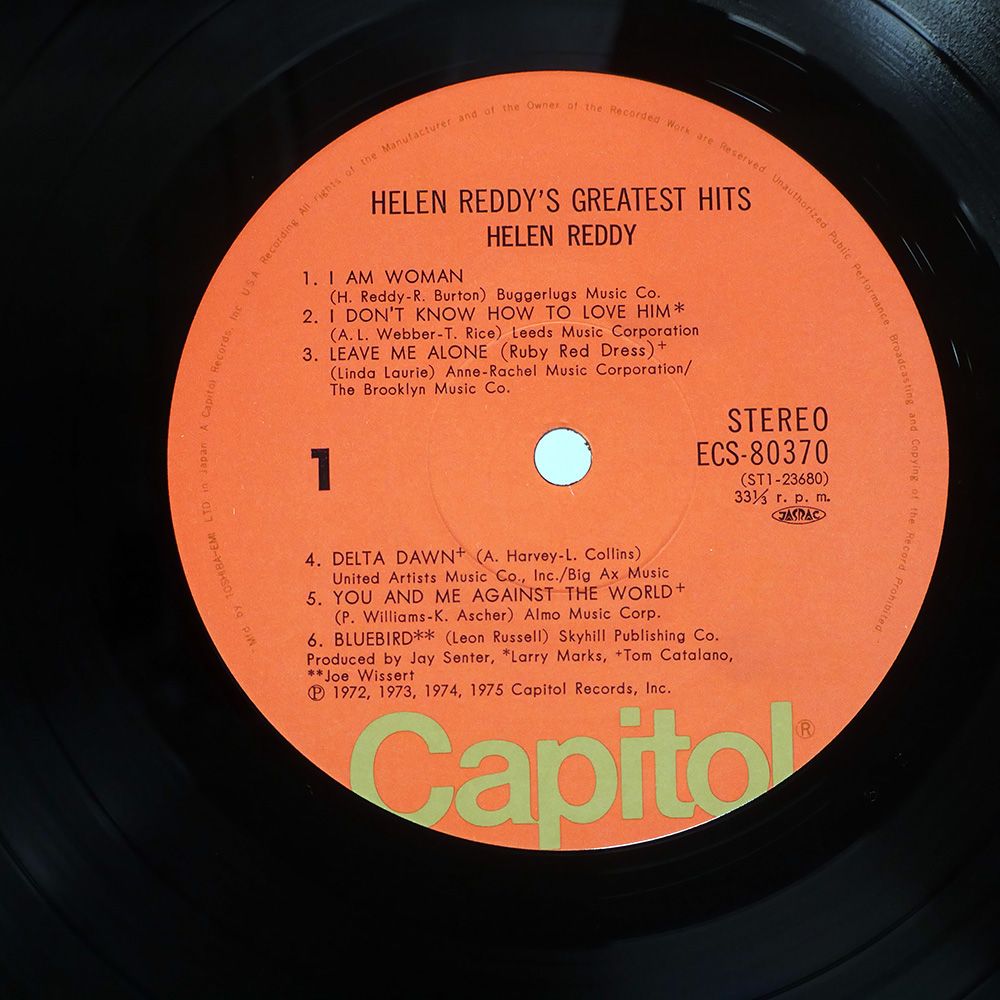 Mfd by TOSHIBA-EMI LTD. in Japan A Capitol Records, Inc. U.S.A. Recording All rights of the Manufacturer and of the Owner of the Recorded Work are Reserved Unauthorized Public Performance Broadcasting and Copying of the Record Prohibited
HELEN REDDY'S GREATEST HITS
HELEN REDDY
1. I AM WOMAN
(H. Reddy-R. Burton) Buggerlugs Music Co.
2. I DON'T KNOW HOW TO LOVE HIM*
(A. L. Webber-T. Rice) Leeds Music Corporation
3. LEAVE ME ALONE (Ruby Red Dress)+
(Linda Laurie) Anne-Rachel Music Corporation/
The Brooklyn Music Co.
1
STEREO
ECS-80370
(ST1-23680)
33⅓ r. p. m.
JASRAC
4. DELTA DAWN+ (A. Harvey-L. Collins)
United Artists Music Co., Inc./Big Ax Music
5. YOU AND ME AGAINST THE WORLD+
(P. Williams-K. Ascher) Almo Music Corp.
6. BLUEBIRD** (Leon Russell) Skyhill Publishing Co.
Produced by Jay Senter, *Larry Marks, +Tom Catalano,
**Joe Wissert
Ⓟ 1972, 1973, 1974, 1975 Capitol Records, Inc.
Capitol®